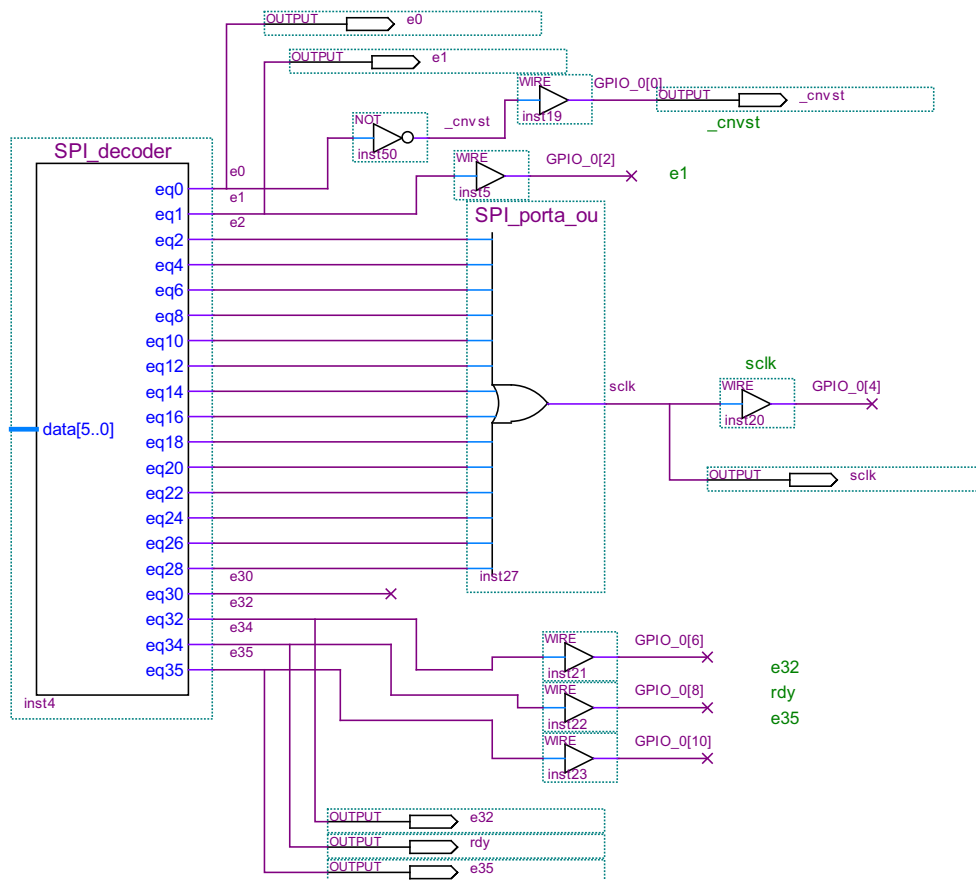 OUTPUT e0
OUTPUT e1
WIRE GPIO_0[0]
OUTPUT _cnvst
inst19
_cnvst
NOT _cnvst
inst50
SPI_decoder
WIRE GPIO_0[2]
e1
inst5
e0
eq0
e1
eq1
e2
SPI_porta_ou
eq2
eq4
eq6
eq8
eq10
eq12
eq14
eq16
eq18
eq20
eq22
eq24
eq26
eq28
data[5..0]
sclk
sclk
WIRE GPIO_0[4]
inst20
OUTPUT sclk
inst27
e30
eq30
e32
eq32
e34
eq34
e35
eq35
inst4
WIRE GPIO_0[6]
inst21
e32
WIRE GPIO_0[8]
inst22
rdy
e35
WIRE GPIO_0[10]
inst23
OUTPUT e32
OUTPUT rdy
OUTPUT e35